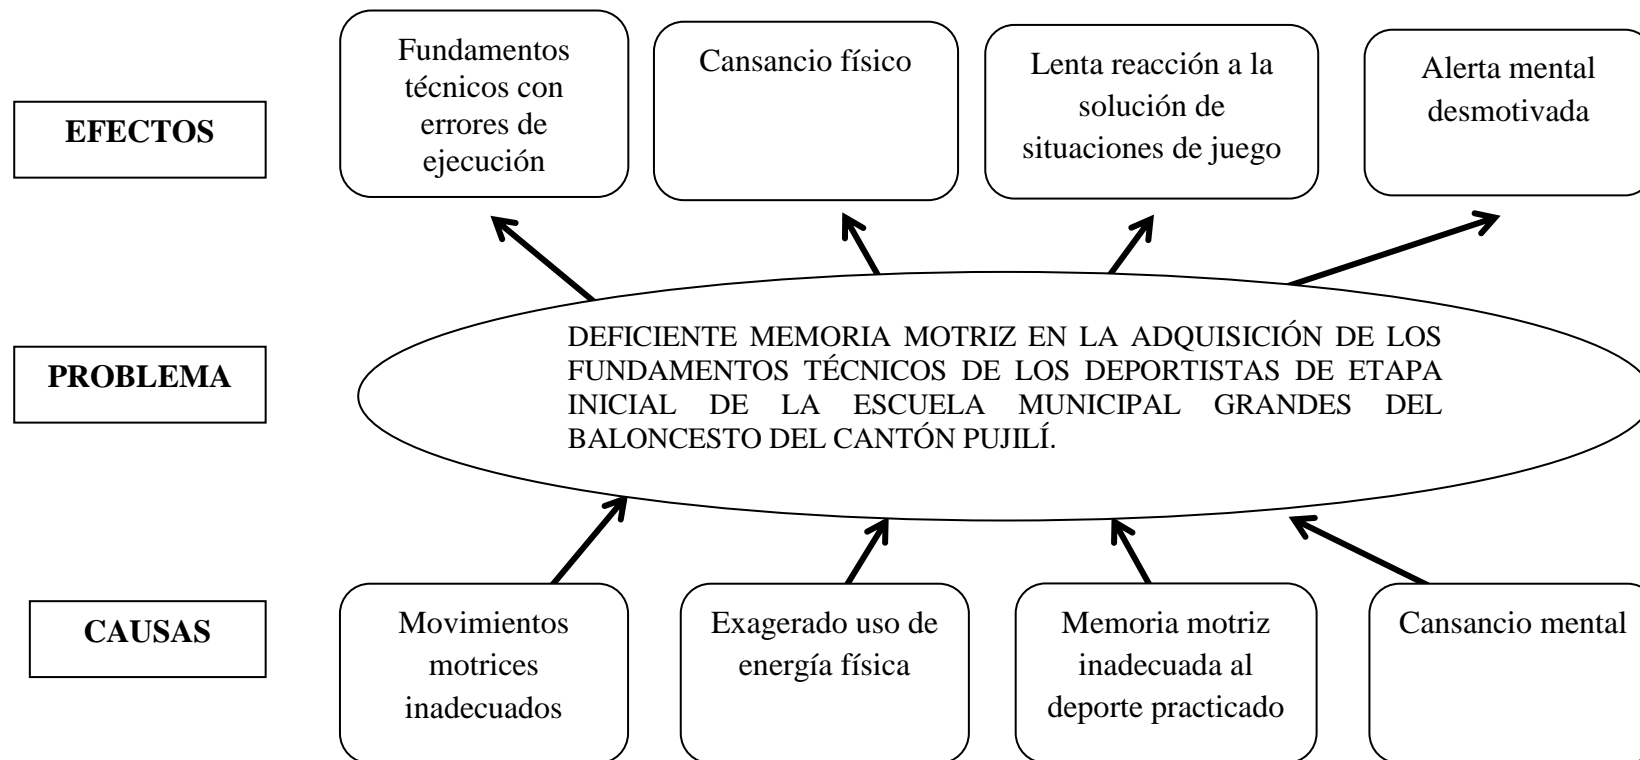 EFECTOS
Fundamentos
técnicos con
errores de
ejecución
Cansancio físico
Lenta reacción a la
solución de
situaciones de juego
Alerta mental
desmotivada
PROBLEMA
DEFICIENTE MEMORIA MOTRIZ EN LA ADQUISICIÓN DE LOS
FUNDAMENTOS TÉCNICOS DE LOS DEPORTISTAS DE ETAPA
INICIAL DE LA ESCUELA MUNICIPAL GRANDES DEL
BALONCESTO DEL CANTÓN PUJILÍ.
CAUSAS
Movimientos
motrices
inadecuados
Exagerado uso de
energía física
Memoria motriz
inadecuada al
deporte practicado
Cansancio mental